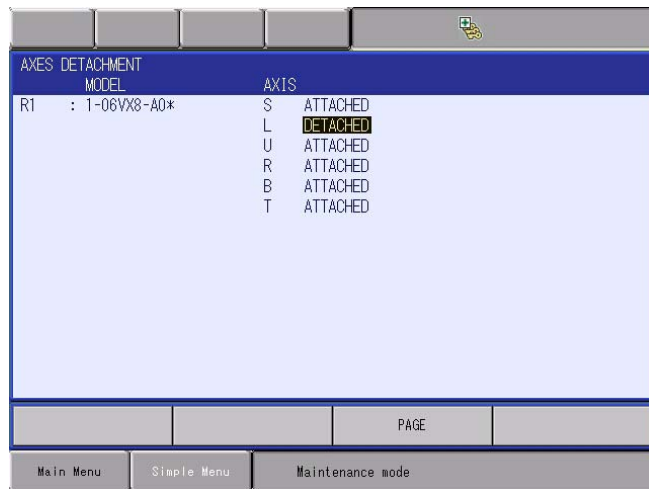 AXES DETACHMENT
MODEL AXIS
R1 : 1-06VX8-A0* S ATTACHED
L DETACHED
U ATTACHED
R ATTACHED
B ATTACHED
T ATTACHED
PAGE
Main Menu Simple Menu Maintenance mode